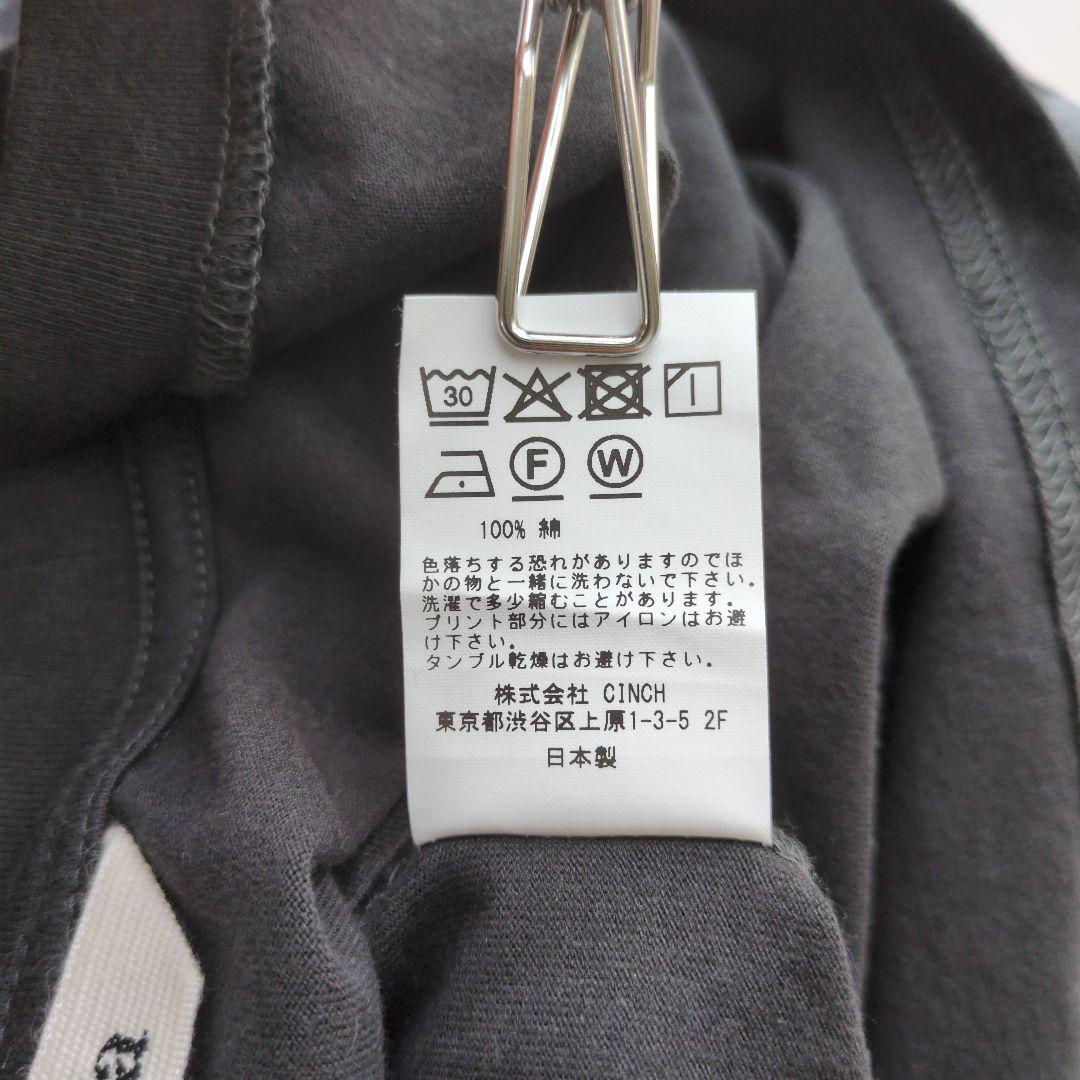 30
F W
100% 綿
色落ちする恐れがありますのでほ
かの物と一緒に洗わないで下さい。
洗濯で多少縮むことがあります。
プリント部分にはアイロンはお避
け下さい。
タンブル乾燥はお避け下さい。
株式会社 CINCH
東京都渋谷区上原1-3-5 2F
日本製